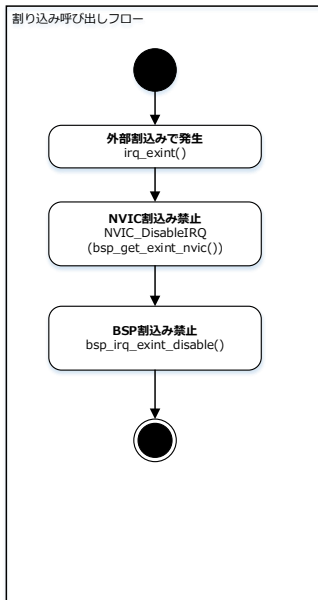 割り込み呼び出しフロー
外部割込みで発生
irq_exint()
NVIC割込み禁止
NVIC_DisableIRQ
(bsp_get_exint_nvic())
BSP割込み禁止
bsp_irq_exint_disable()